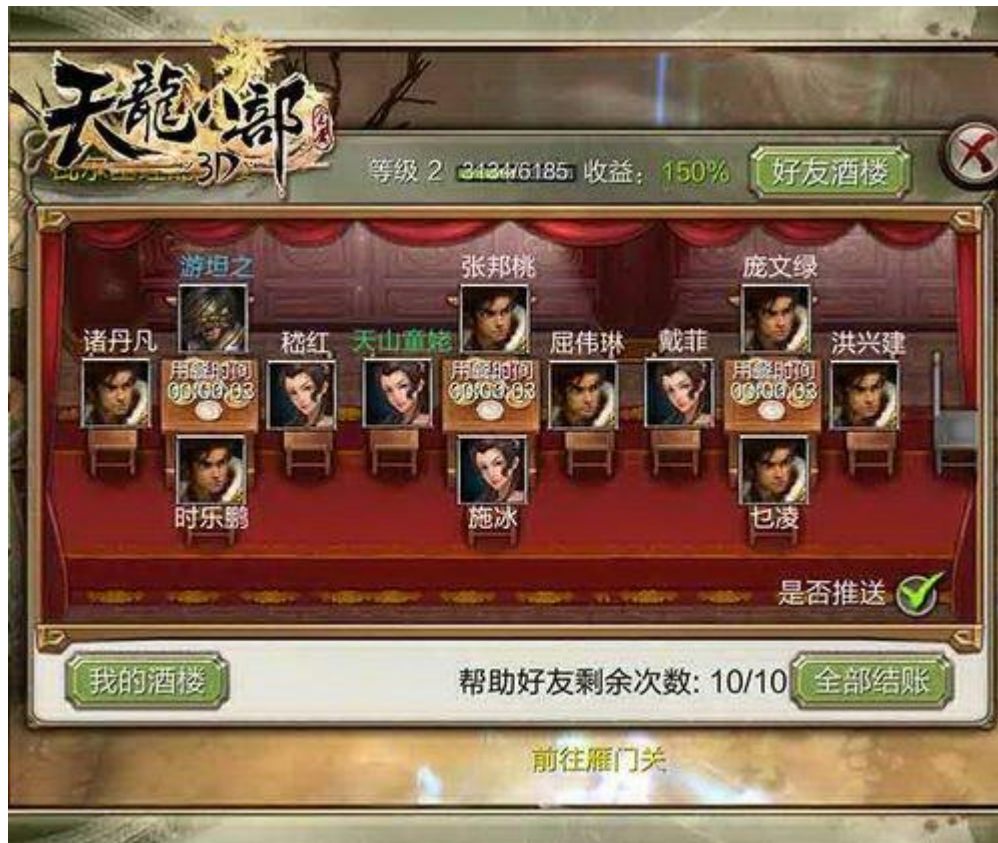 天龍八部
3D
等级 2 3134/6185 收益：150%
好友酒楼
游坦之
张邦桃
庞文绿
诸丹凡
嵇红
天山童姥
屈伟琳
戴菲
洪兴建
用餐时间
00:00:03
用餐时间
00:00:03
用餐时间
00:00:03
时乐鹏
施冰
乜凌
是否推送
我的酒楼
帮助好友剩余次数: 10/10
全部结账
前往雁门关